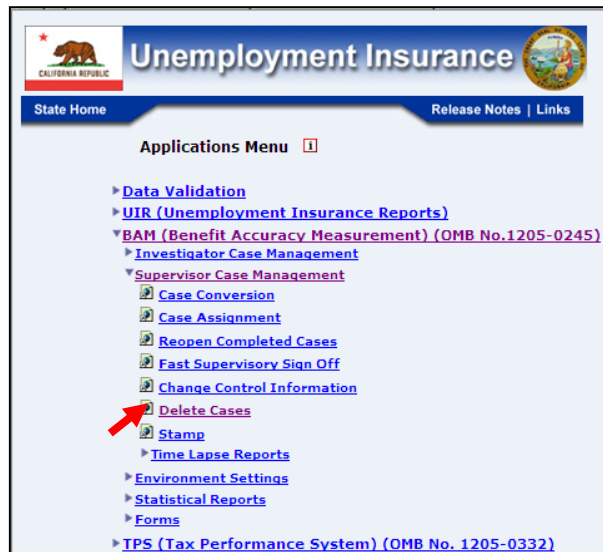 CALIFORNIA REPUBLIC
Unemployment Insurance
State Home
Release Notes | Links
Applications Menu i
Data Validation
UIR (Unemployment Insurance Reports)
BAM (Benefit Accuracy Measurement) (OMB No.1205-0245)
Investigator Case Management
Supervisor Case Management
Case Conversion
Case Assignment
Reopen Completed Cases
Fast Supervisory Sign Off
Change Control Information
Delete Cases
Stamp
Time Lapse Reports
Environment Settings
Statistical Reports
Forms
TPS (Tax Performance System) (OMB No. 1205-0332)